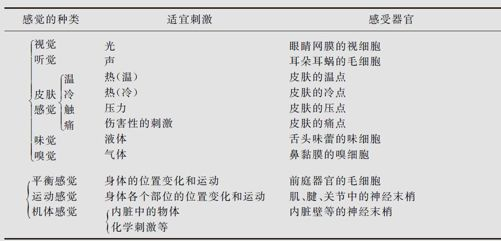 感觉的种类 适宜刺激 感受器官
视觉 光 眼睛网膜的视细胞
听觉 声 耳朵耳蜗的毛细胞
皮肤感觉 温 热(温) 皮肤的温点
冷 热(冷) 皮肤的冷点
触 压力 皮肤的压点
痛 伤害性的刺激 皮肤的痛点
味觉 液体 舌头味蕾的味细胞
嗅觉 气体 鼻黏膜的嗅细胞
平衡感觉 身体的位置变化和运动 前庭器官的毛细胞
运动感觉 身体各个部位的位置变化和运动 肌、腱、关节中的神经末梢
机体感觉 内脏中的物体 内脏壁等的神经末梢
化学刺激等